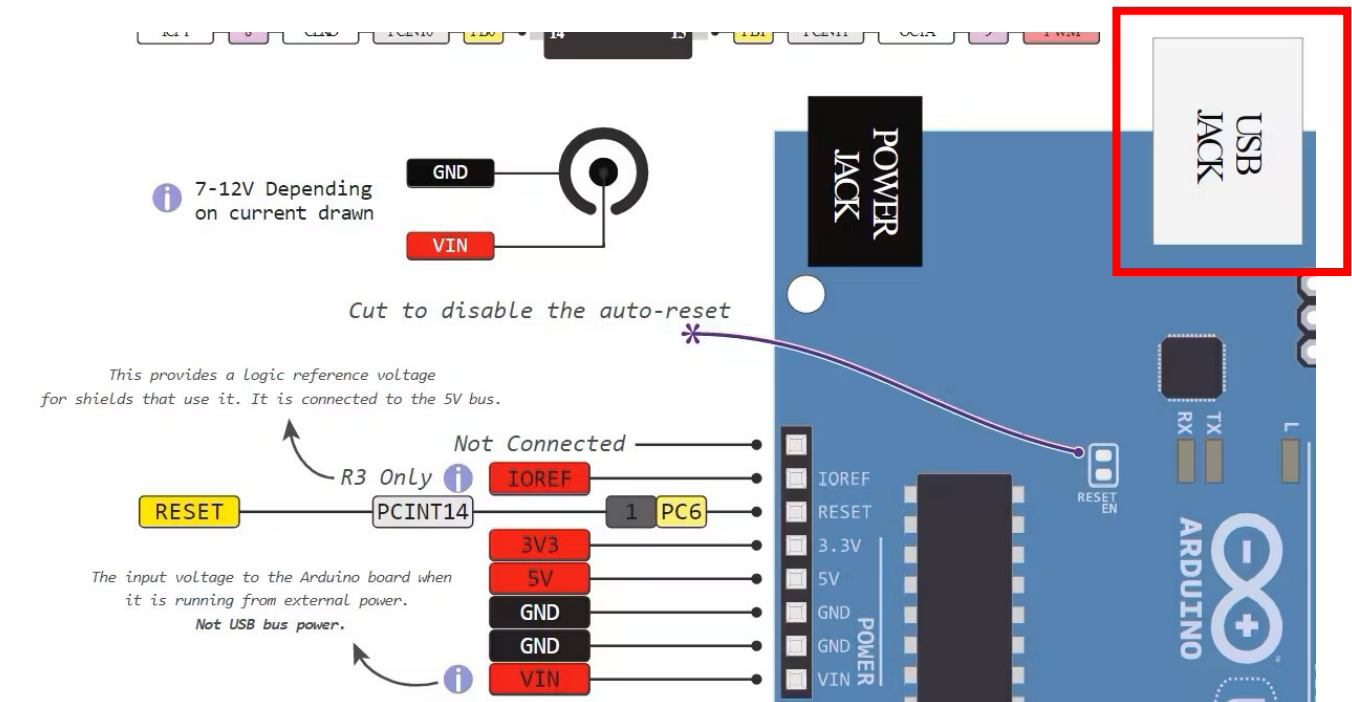 7-12V Depending
on current drawn
GND
VIN
POWER
JACK
USB
JACK
Cut to disable the auto-reset
This provides a logic reference voltage
for shields that use it. It is connected to the 5V bus.
Not Connected
R3 Only
IOREF
RESET
PCINT14
1
PC6
3V3
5V
GND
GND
VIN
The input voltage to the Arduino board when
it is running from external power.
Not USB bus power.
IOREF
RESET
3.3V
5V
GND
GND
VIN
POWER
RESET
EN
RX
TX
L
ARDUINO